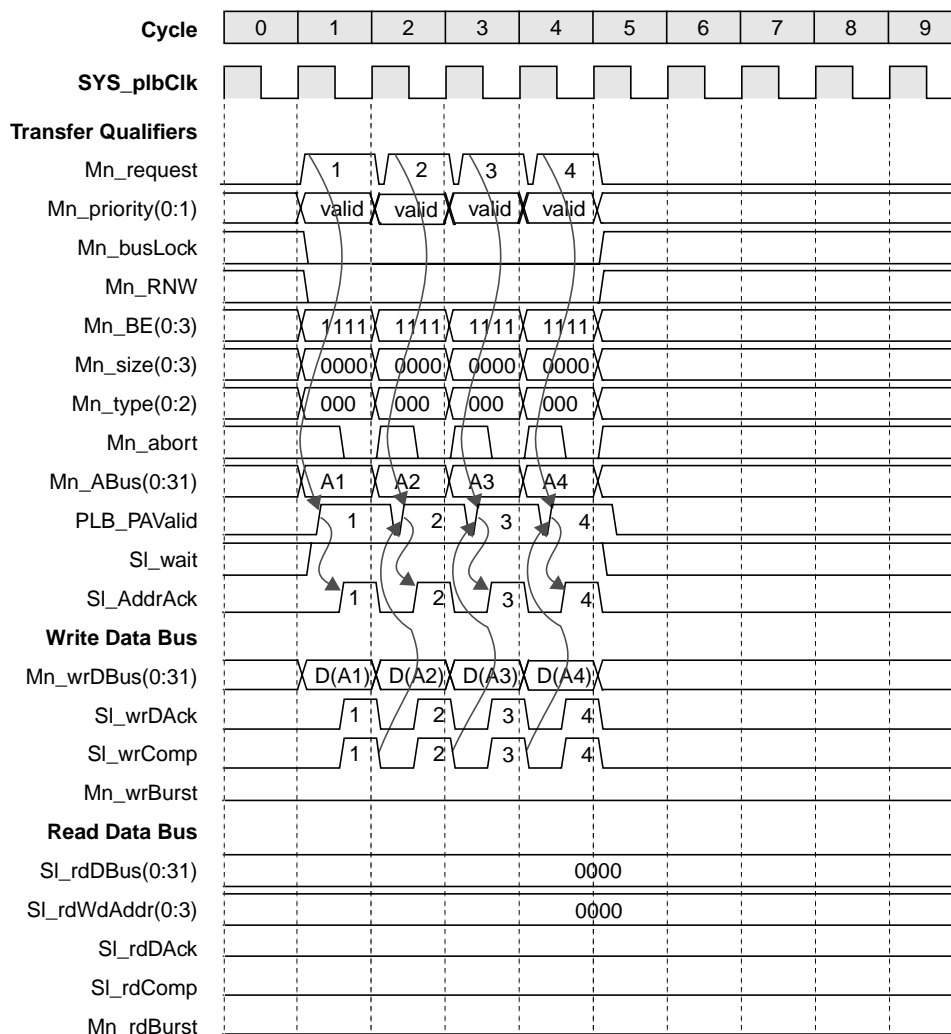 Cycle 0 1 2 3 4 5 6 7 8 9
SYS_plbClk
Transfer Qualifiers
Mn_request 1 2 3 4
Mn_priority(0:1) valid valid valid valid
Mn_busLock
Mn_RNW
Mn_BE(0:3) 1111 1111 1111 1111
Mn_size(0:3) 0000 0000 0000 0000
Mn_type(0:2) 000 000 000 000
Mn_abort
Mn_ABus(0:31) A1 A2 A3 A4
PLB_PAValid 1 2 3 4
Sl_wait
Sl_AddrAck 1 2 3 4
Write Data Bus
Mn_wrDBus(0:31) D(A1) D(A2) D(A3) D(A4)
Sl_wrDAck 1 2 3 4
Sl_wrComp 1 2 3 4
Mn_wrBurst
Read Data Bus
Sl_rdDBus(0:31) 0000
Sl_rdWdAddr(0:3) 0000
Sl_rdDAck
Sl_rdComp
Mn_rdBurst